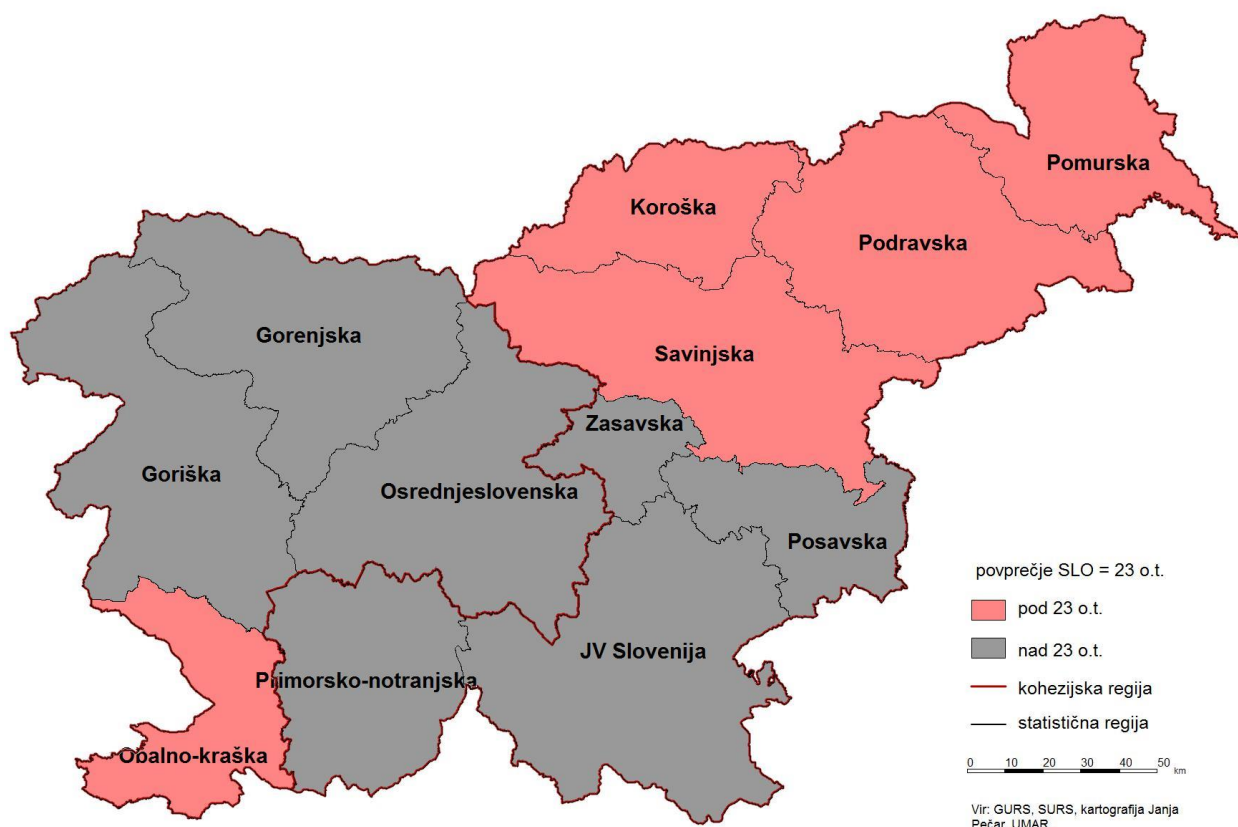 Pomurska
Koroška
Podravska
Gorenjska
Savinjska
Zasavska
Goriška
Osrednjeslovenska
Posavska
JV Slovenija
Primorsko-notranjska
Obalno-kraška
povprečje SLO = 23 o.t.
pod 23 o.t.
nad 23 o.t.
kohezijska regija
statistična regija
0 10 20 30 40 50 km
Vir: GURS, SURS, kartografija Janja
Pečar, UMAR